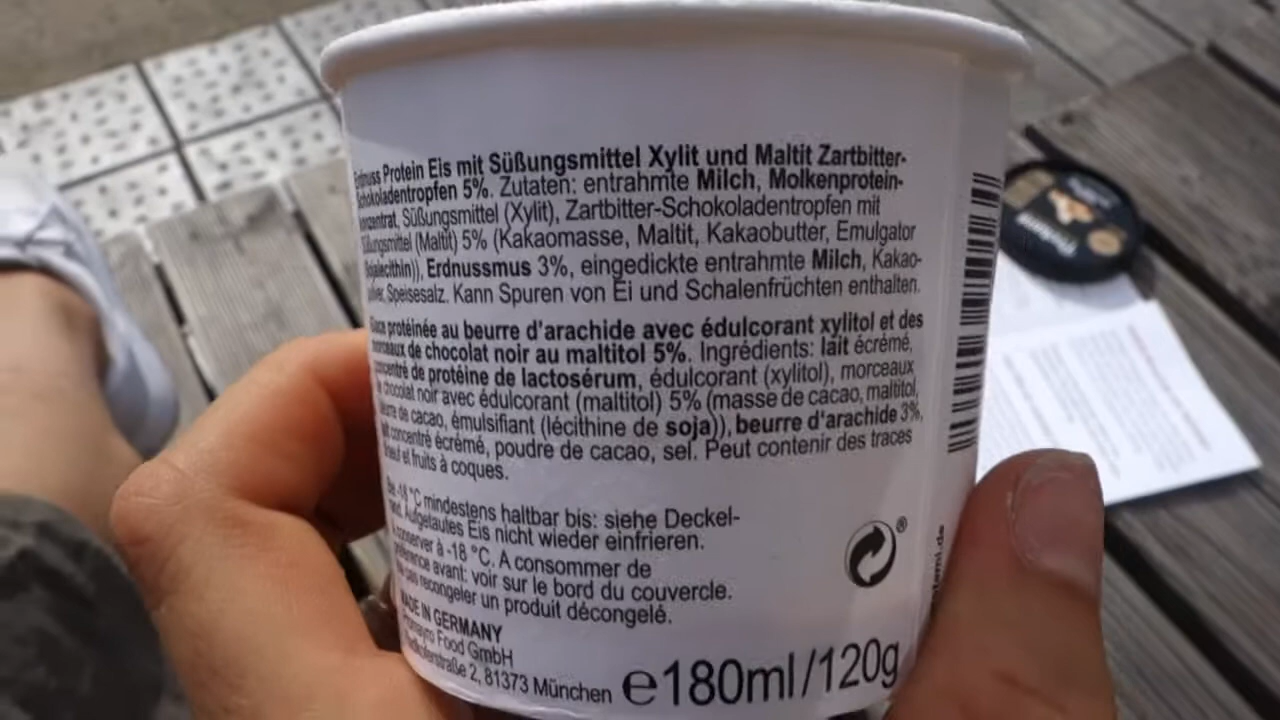 Erdnuss Protein Eis mit Süßungsmittel Xylit und Maltit Zartbitter-
Schokoladentropfen 5%. Zutaten: entrahmte Milch, Molkenprotein-
konzentrat, Süßungsmittel (Xylit), Zartbitter-Schokoladentropfen mit
Süßungsmittel (Maltit) 5% (Kakaomasse, Maltit, Kakaobutter, Emulgator
(Sojalecithin)), Erdnussmus 3%, eingedickte entrahmte Milch, Kakao-
pulver, Speisesalz. Kann Spuren von Ei und Schalenfrüchten enthalten.
Glace protéinée au beurre d'arachide avec édulcorant xylitol et des
morceaux de chocolat noir au maltitol 5%. Ingrédients: lait écrémé,
concentré de protéine de lactosérum, édulcorant (xylitol), morceaux
de chocolat noir avec édulcorant (maltitol) 5% (masse de cacao, maltitol,
beurre de cacao, émulsifiant (lécithine de soja)), beurre d'arachide 3%,
lait concentré écrémé, poudre de cacao, sel. Peut contenir des traces
d'œuf et fruits à coques.
Bei -18 °C mindestens haltbar bis: siehe Deckel-
rand. Aufgetautes Eis nicht wieder einfrieren.
A conserver à -18 °C. A consommer de
préférence avant: voir sur le bord du couvercle.
Ne pas recongeler un produit décongelé.
MADE IN GERMANY
Food GmbH
2, 81373 München
e180ml/120g
®